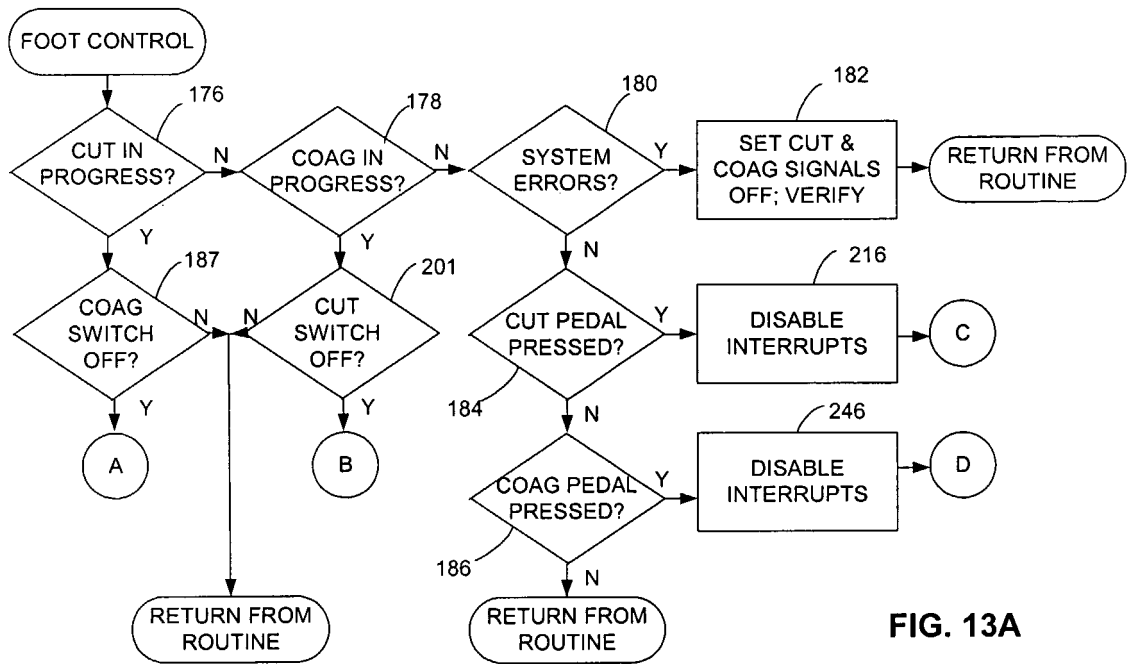 FOOT CONTROL
176
178
180
182
CUT IN
PROGRESS?
N
COAG IN
PROGRESS?
N
SYSTEM
ERRORS?
Y
SET CUT &
COAG SIGNALS
OFF; VERIFY
RETURN FROM
ROUTINE
Y
Y
N
187
201
216
COAG
SWITCH
OFF?
N
N
CUT
SWITCH
OFF?
CUT PEDAL
PRESSED?
Y
DISABLE
INTERRUPTS
C
184
Y
Y
N
246
A
B
COAG PEDAL
PRESSED?
Y
DISABLE
INTERRUPTS
D
186
N
RETURN FROM
ROUTINE
RETURN FROM
ROUTINE
FIG. 13A